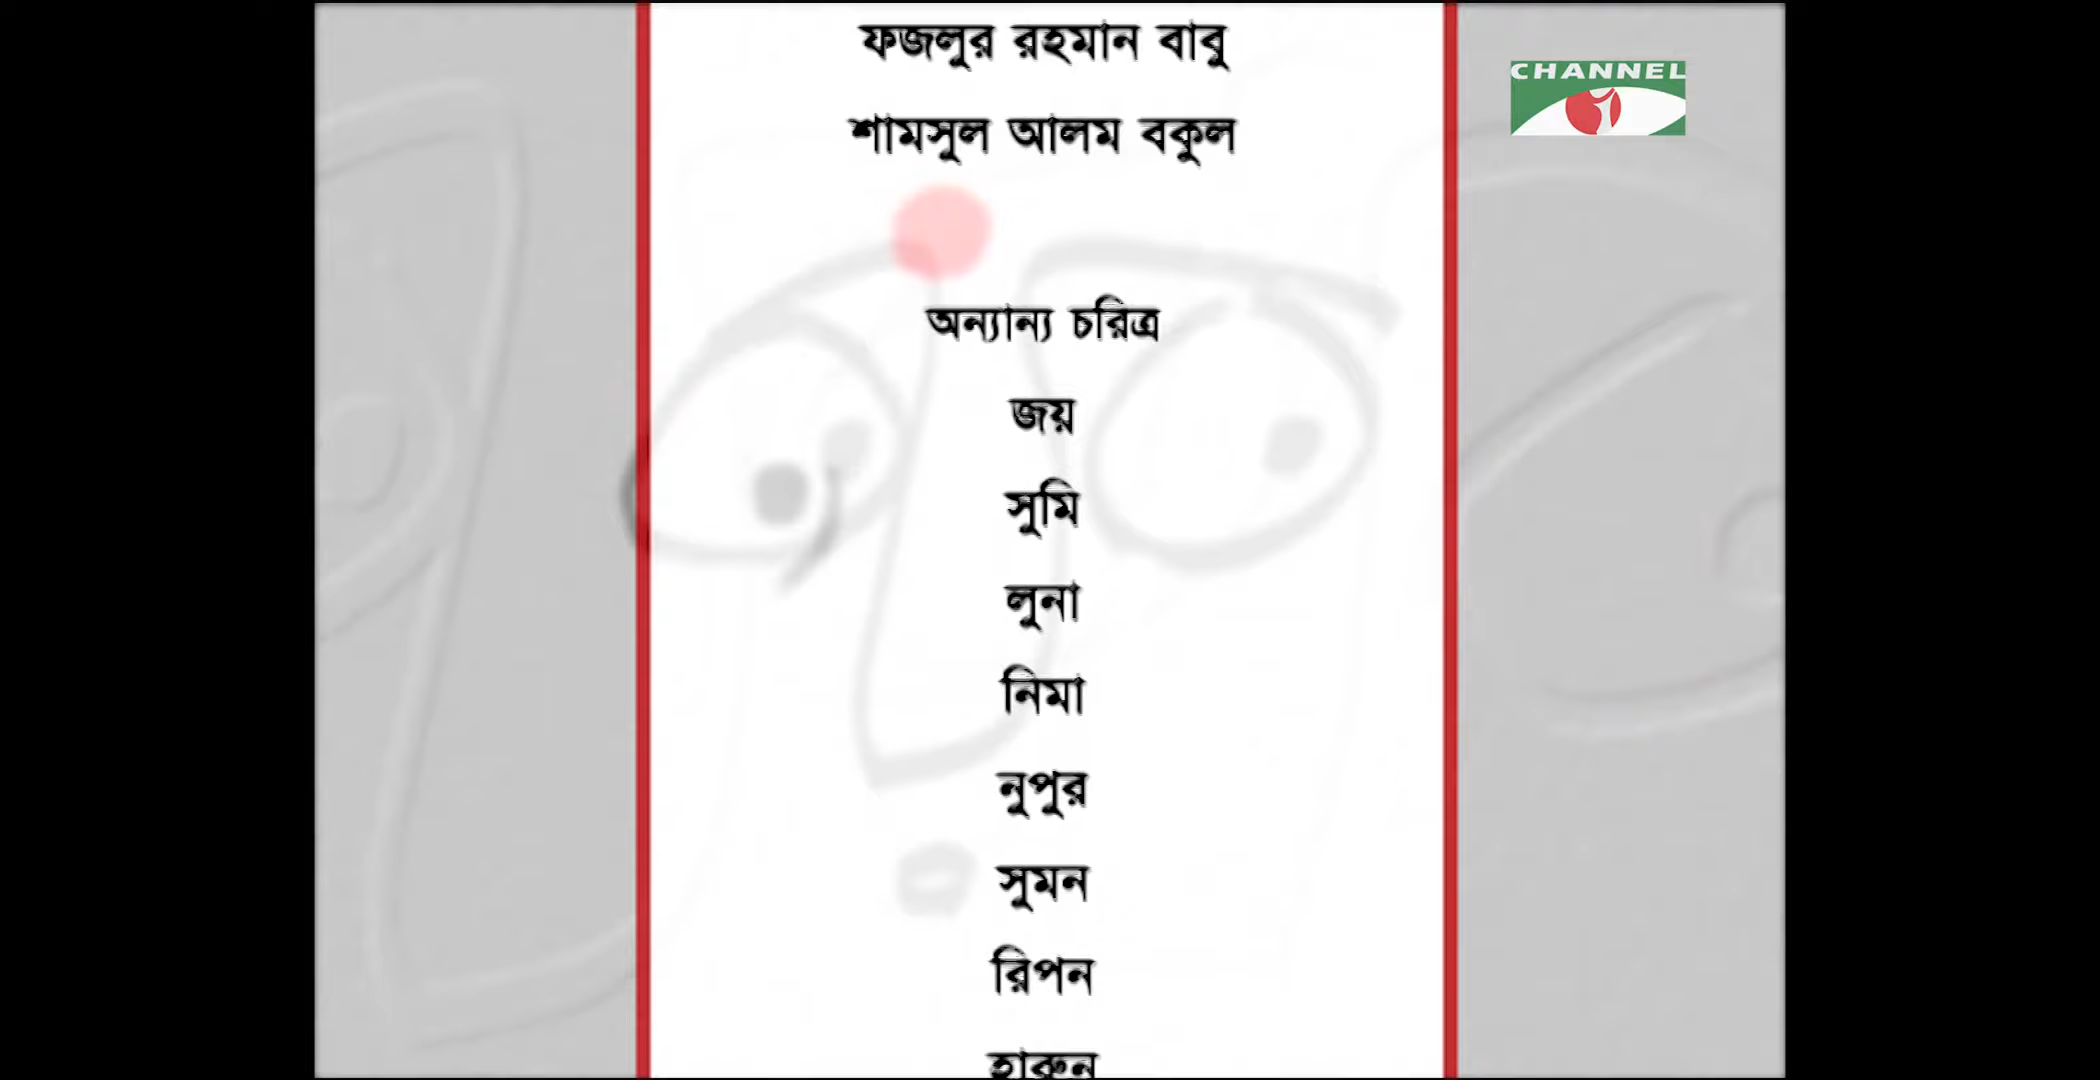 ফজলুর রহমান বাবু
CHANNEL
শামসুল আলম বকুল
অন্যান্য চরিত্র
জয়
সুমি
লুনা
নিমা
নুপুর
সুমন
রিপন
হারুন